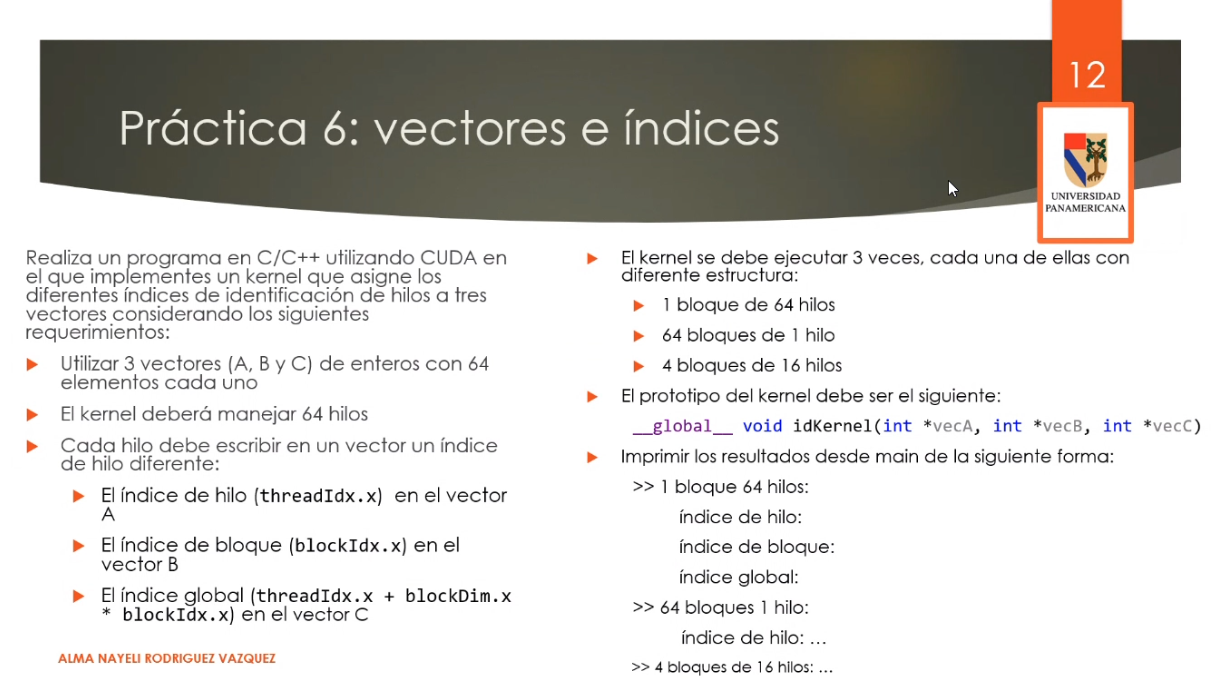 12
Práctica 6: vectores e índices
UNIVERSIDAD
PANAMERICANA
Realiza un programa en C/C++ utilizando CUDA en
el que implementes un kernel que asigne los
diferentes índices de identificación de hilos a tres
vectores considerando los siguientes
requerimientos:
Utilizar 3 vectores (A, B y C) de enteros con 64
elementos cada uno
El kernel deberá manejar 64 hilos
Cada hilo debe escribir en un vector un índice
de hilo diferente:
El índice de hilo (threadIdx.x) en el vector
A
El índice de bloque (blockIdx.x) en el
vector B
El índice global (threadIdx.x + blockDim.x
* blockIdx.x) en el vector C
ALMA NAYELI RODRIGUEZ VAZQUEZ
El kernel se debe ejecutar 3 veces, cada una de ellas con
diferente estructura:
1 bloque de 64 hilos
64 bloques de 1 hilo
4 bloques de 16 hilos
El prototipo del kernel debe ser el siguiente:
__global__ void idKernel(int *vecA, int *vecB, int *vecC)
Imprimir los resultados desde main de la siguiente forma:
>> 1 bloque 64 hilos:
índice de hilo:
índice de bloque:
índice global:
>> 64 bloques 1 hilo:
índice de hilo: …
>> 4 bloques de 16 hilos: …